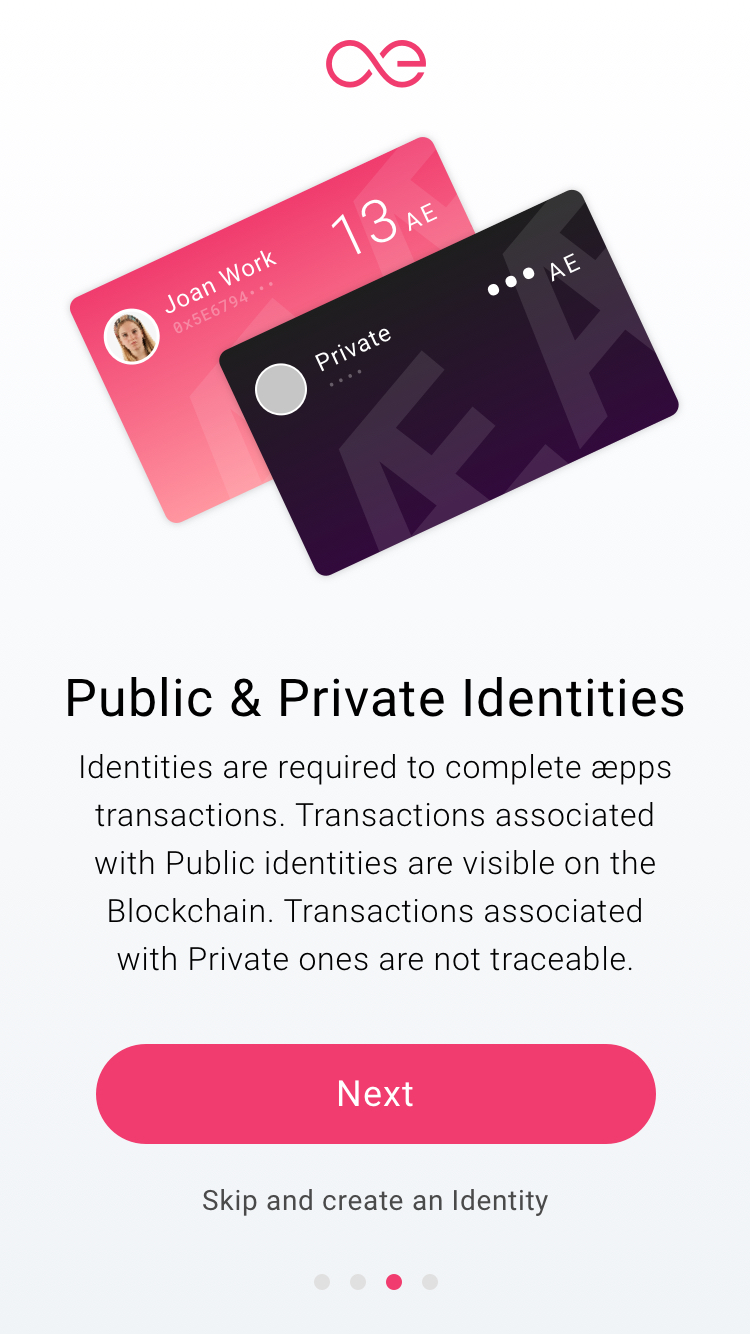 13 AE
Joan Work
0x5E6794•••
••• AE
Private
••••
Public & Private Identities
Identities are required to complete æpps
transactions. Transactions associated
with Public identities are visible on the
Blockchain. Transactions associated
with Private ones are not traceable.
Next
Skip and create an Identity